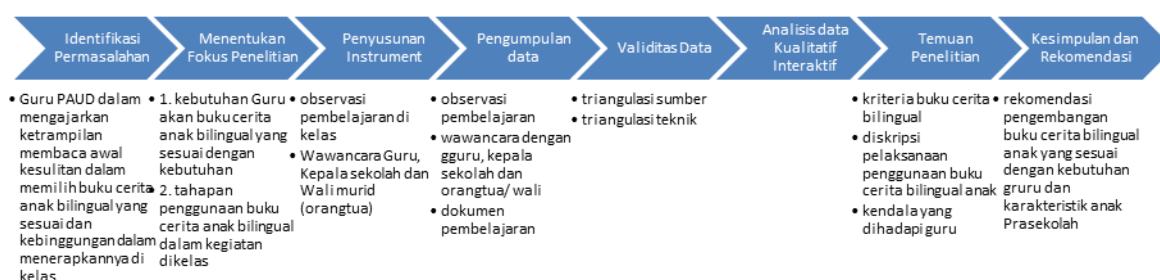 Identifikasi
Permasalahan
Menentukan
Fokus Penelitian
Penyusunan
Instrument
Pengumpulan
data
Validitas Data
Analisis data
Kualitatif
Interaktif
Temuan
Penelitian
Kesimpulan dan
Rekomendasi
• Guru PAUD dalam
mengajarkan
ketrampilan
membaca awal
kesulitan dalam
memilih buku cerita
anak bilingual yang
sesuai dan
kebinggungan dalam
menerapkannya di
kelas
• 1. kebutuhan Guru
akan buku cerita
anak bilingual yang
sesuai dengan
kebutuhan
• 2. tahapan
penggunaan buku
cerita anak bilingual
dalam kegiatan
dikelas
• observasi
pembelajaran di
kelas
• Wawancara Guru,
Kepala sekolah dan
Wali murid
(orangtua)
• observasi
pembelajaran
• wawancara dengan
gguru, kepala
sekolah dan
orangtua/ wali
• dokumen
pembelajaran
• triangulasi sumber
• triangulasi teknik
• kriteria buku cerita
bilingual
• diskripsi
pelaksanaan
penggunaan buku
cerita bilingual anak
• kendala yang
dihadapi guru
• rekomendasi
pengembangan
buku cerita bilingual
anak yang sesuai
dengan kebutuhan
gruru dan
karakteristik anak
Prasekolah